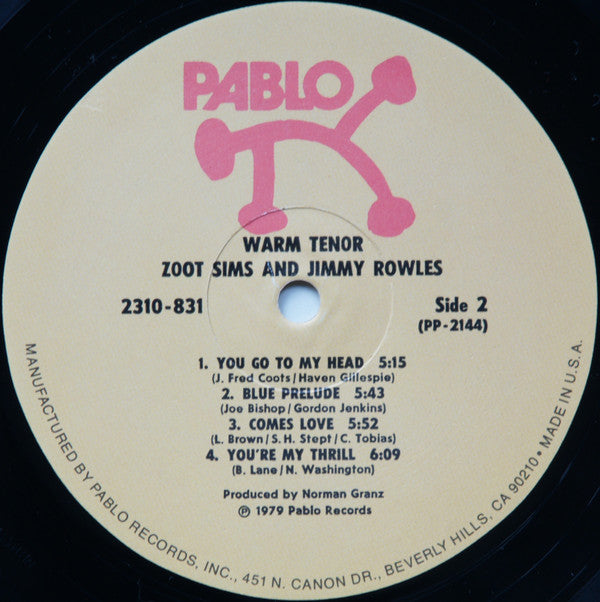 PABLO
WARM TENOR
ZOOT SIMS AND JIMMY ROWLES
2310-831
Side 2
(PP-2144)
1. YOU GO TO MY HEAD 5:15
(J. Fred Coots/Haven Gillespie)
2. BLUE PRELUDE 5:43
(Joe Bishop/Gordon Jenkins)
3. COMES LOVE 5:52
(L. Brown/S.H. Stept/C. Tobias)
4. YOU'RE MY THRILL 6:09
(B. Lane/N. Washington)
Produced by Norman Granz
℗ 1979 Pablo Records
MANUFACTURED BY PABLO RECORDS, INC., 451 N. CANON DR., BEVERLY HILLS, CA 90210 • MADE IN U.S.A.